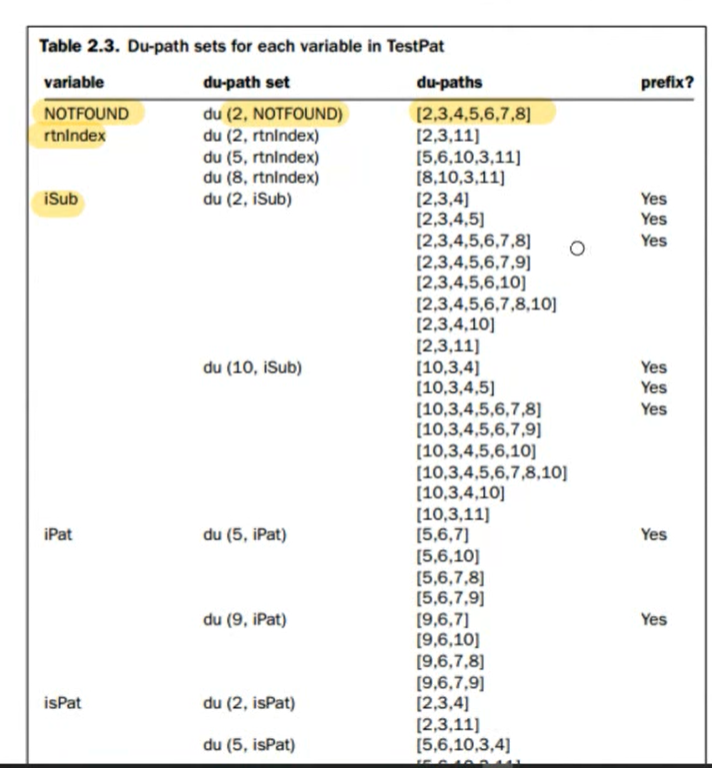 Table 2.3. Du-path sets for each variable in TestPat
variable du-path set du-paths prefix?
NOTFOUND du (2, NOTFOUND) [2,3,4,5,6,7,8]
rtnIndex du (2, rtnIndex) [2,3,11]
du (5, rtnIndex) [5,6,10,3,11]
du (8, rtnIndex) [8,10,3,11]
iSub du (2, iSub) [2,3,4] Yes
[2,3,4,5] Yes
[2,3,4,5,6,7,8] Yes
[2,3,4,5,6,7,9]
[2,3,4,5,6,10]
[2,3,4,5,6,7,8,10]
[2,3,4,10]
[2,3,11]
du (10, iSub) [10,3,4] Yes
[10,3,4,5] Yes
[10,3,4,5,6,7,8] Yes
[10,3,4,5,6,7,9]
[10,3,4,5,6,10]
[10,3,4,5,6,7,8,10]
[10,3,4,10]
[10,3,11]
iPat du (5, iPat) [5,6,7] Yes
[5,6,10]
[5,6,7,8]
[5,6,7,9]
du (9, iPat) [9,6,7] Yes
[9,6,10]
[9,6,7,8]
[9,6,7,9]
isPat du (2, isPat) [2,3,4]
[2,3,11]
du (5, isPat) [5,6,10,3,4]